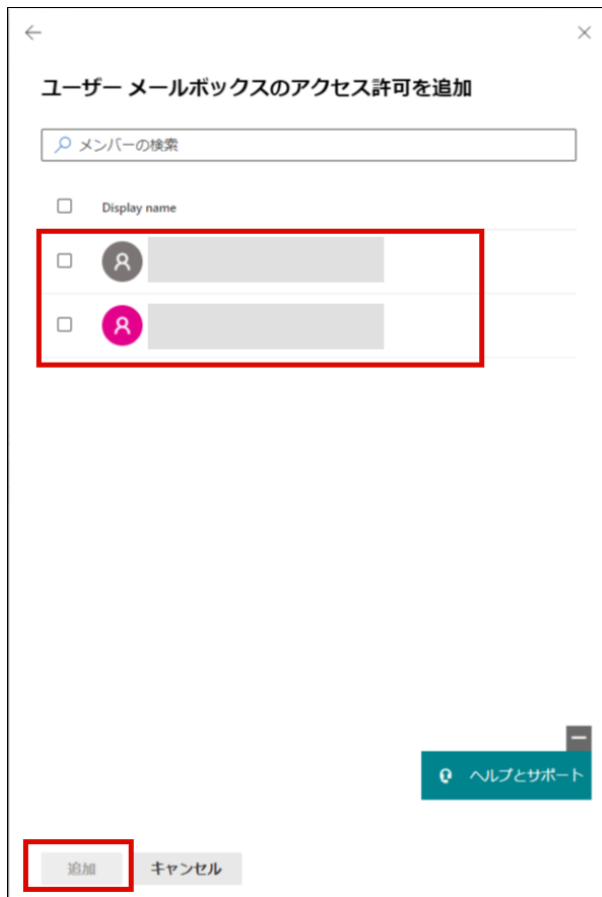 ユーザー メールボックスのアクセス許可を追加
メンバーの検索
Display name
ヘルプとサポート
追加 キャンセル